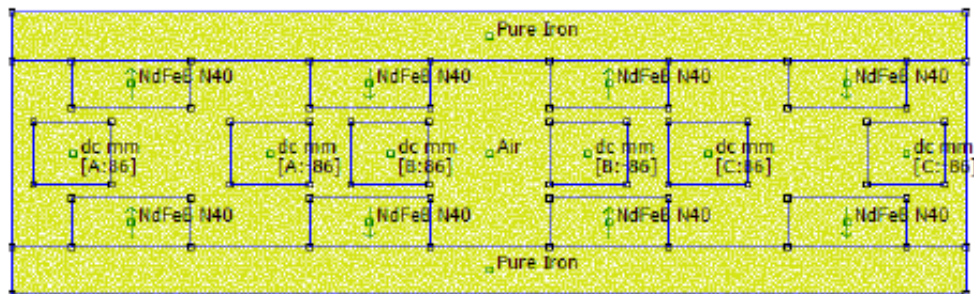 Pure Iron
NdFeB N40
NdFeB N40
NdFeB N40
NdFeB N40
dc mm
[A:86]
dc mm
[A:-86]
dc mm
[B:86]
Air
dc mm
[B:-86]
dc mm
[C:86]
dc mm
[C:-86]
NdFeB N40
NdFeB N40
NdFeB N40
NdFeB N40
Pure Iron